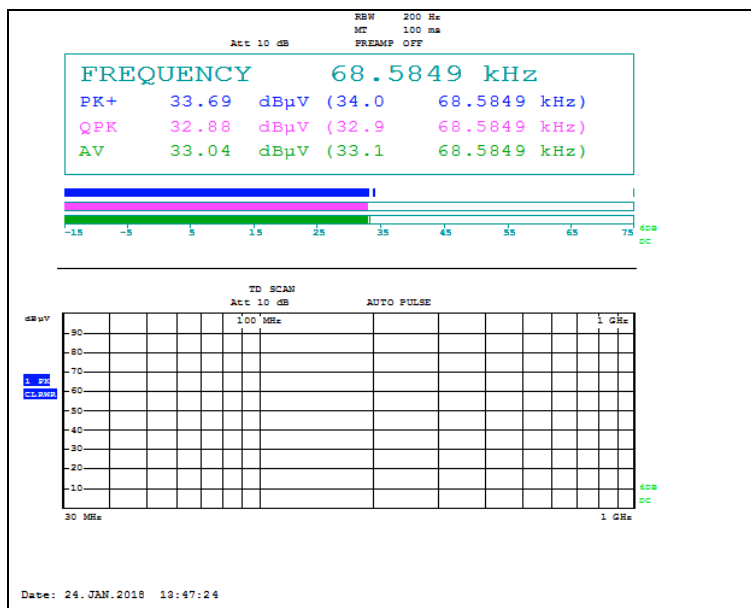 RBW 200 Hz
MT 100 ms
Att 10 dB PREAMP OFF
FREQUENCY 68.5849 kHz
PK+ 33.69 dBµV (34.0 68.5849 kHz)
QPK 32.88 dBµV (32.9 68.5849 kHz)
AV 33.04 dBµV (33.1 68.5849 kHz)
-15 -5 5 15 25 35 45 55 65 75
6DB
DC
TD SCAN
Att 10 dB AUTO PULSE
dBµV
100 MHz 1 GHz
90
80
70
1 PK
60
CLRWR
50
40
30
20
10
6DB
DC
30 MHz 1 GHz
Date: 24.JAN.2018 13:47:24